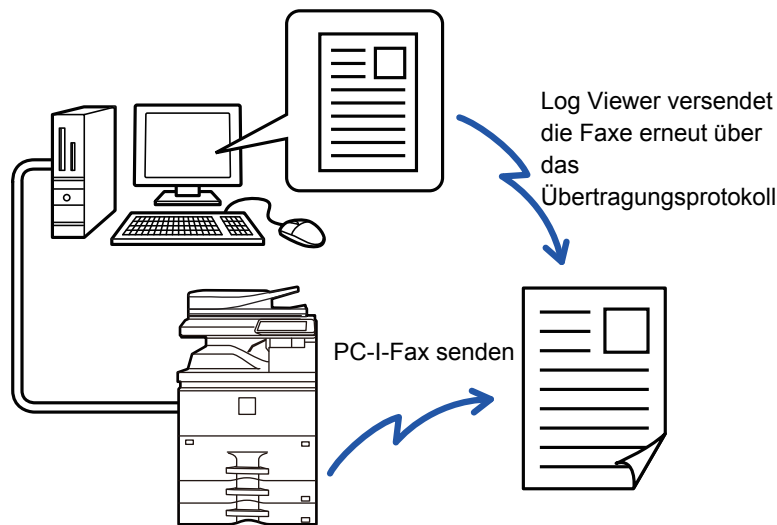 Log Viewer versendet
die Faxe erneut über
das
Übertragungsprotokoll
PC-I-Fax senden